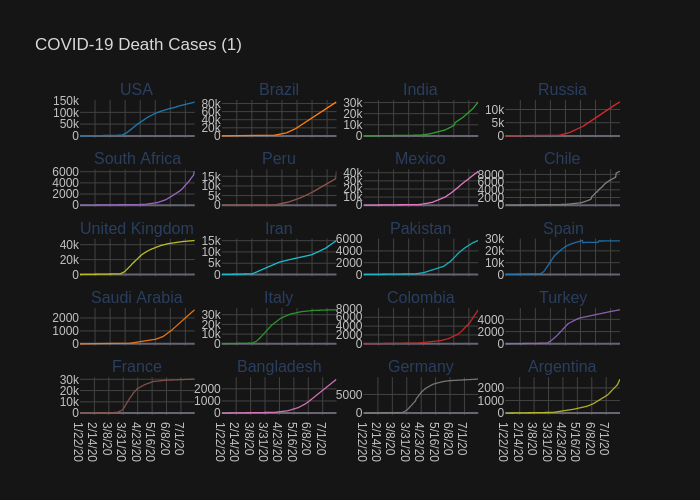 COVID-19 Death Cases (1)
USA Brazil India Russia
150k 100k 50k 0
80k 60k 40k 20k 0
30k 20k 10k 0
10k 5k 0
South Africa Peru Mexico Chile
6000 4000 2000 0
15k 10k 5k 0
40k 30k 20k 10k 0
8000 6000 4000 2000 0
United Kingdom Iran Pakistan Spain
40k 20k 0
15k 10k 5k 0
6000 4000 2000 0
30k 20k 10k 0
Saudi Arabia Italy Colombia Turkey
2000 1000 0
30k 20k 10k 0
8000 6000 4000 2000 0
4000 2000 0
France Bangladesh Germany Argentina
30k 20k 10k 0
2000 1000 0
5000 0
2000 1000 0
1/22/20 2/14/20 3/8/20 3/31/20 4/23/20 5/16/20 6/8/20 7/1/20
1/22/20 2/14/20 3/8/20 3/31/20 4/23/20 5/16/20 6/8/20 7/1/20
1/22/20 2/14/20 3/8/20 3/31/20 4/23/20 5/16/20 6/8/20 7/1/20
1/22/20 2/14/20 3/8/20 3/31/20 4/23/20 5/16/20 6/8/20 7/1/20